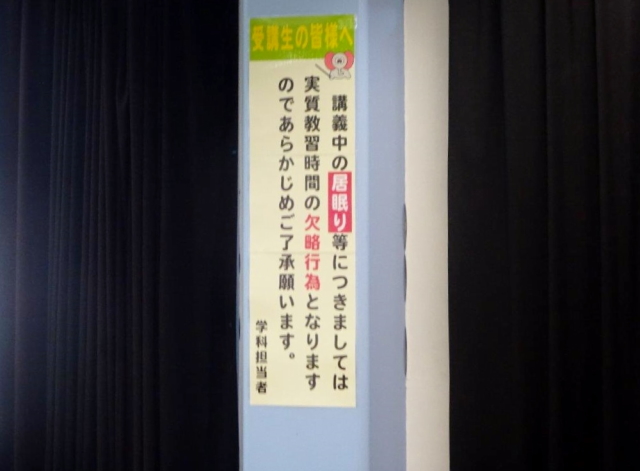 受講生の皆様へ
講義中の居眠り等につきましては
実質教習時間の欠略行為となります
のであらかじめご了承願います。
学科担当者